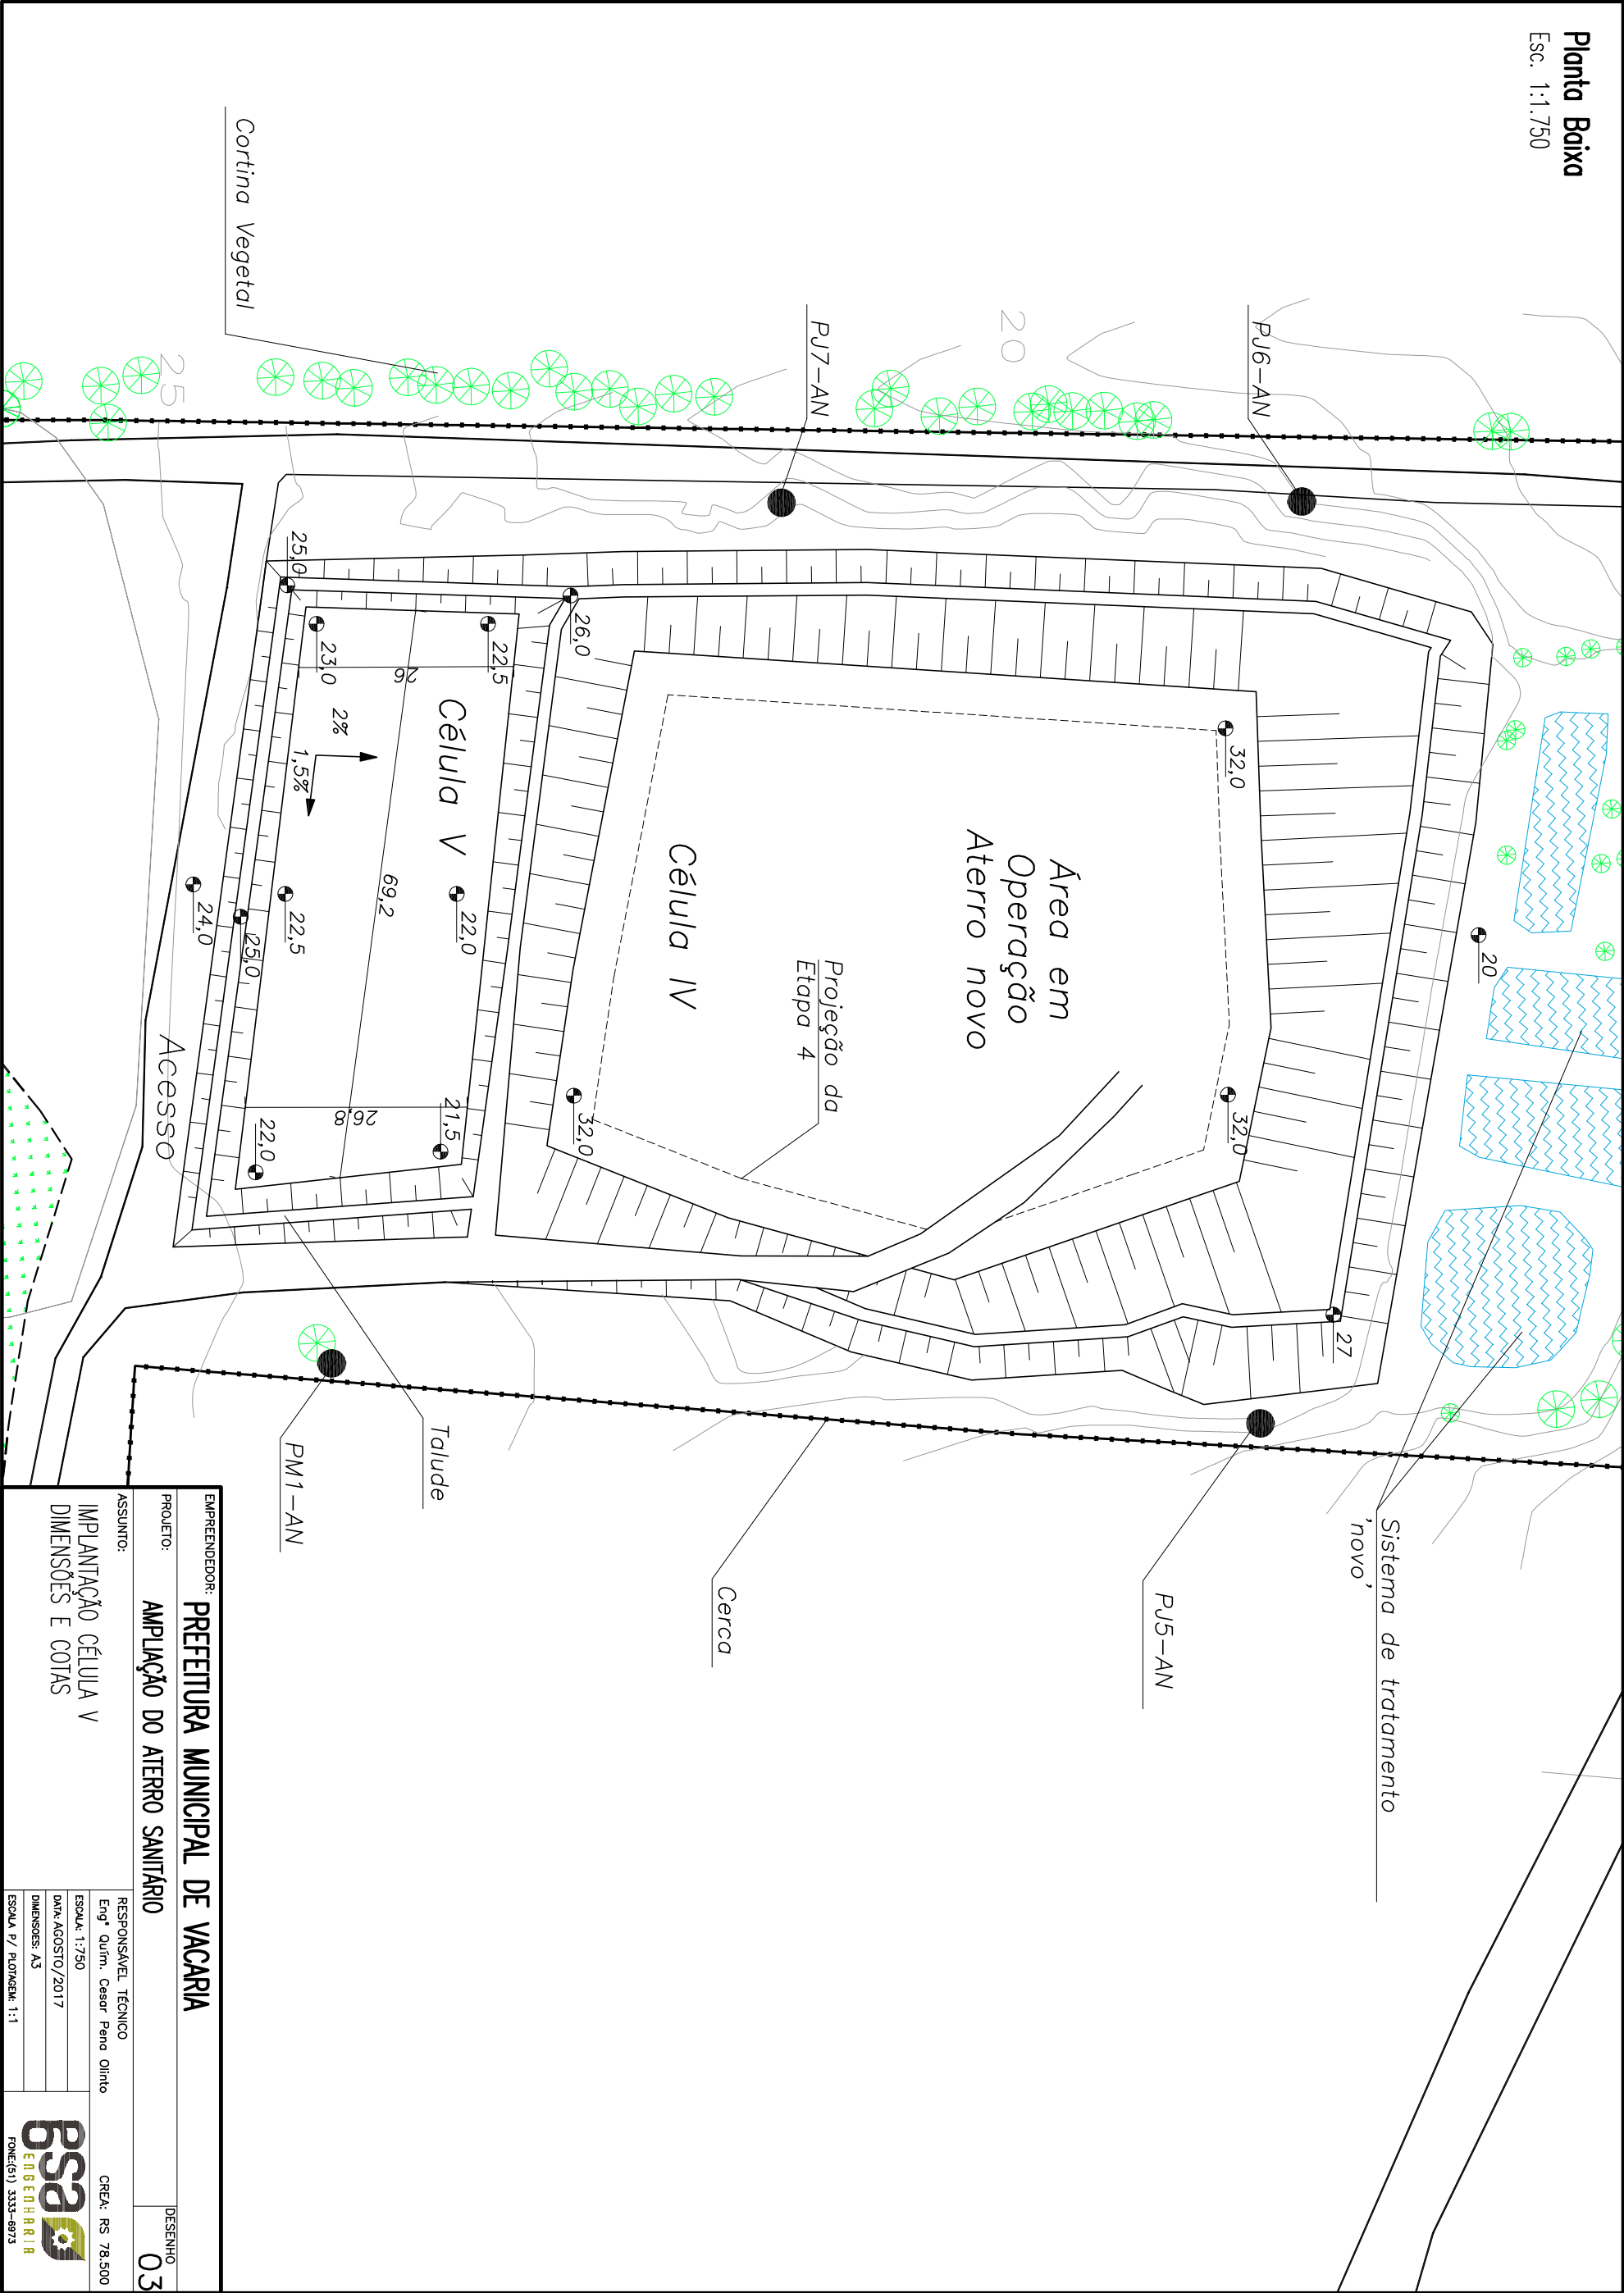 Planta Baixa
Esc. 1:1.750
Sistema de tratamento
'novo'
PJ6-AN
20
PJ7-AN
Cortina Vegetal
25
20
27
32,0
32,0
32,0
Área em
Operação
Aterro novo
Projeção da
Etapa 4
Célula IV
26,0
25,0
22,5
23,0
26
Célula V
2%
1,5%
69,2
22,0
22,5
25,0
24,0
21,5
22,0
26,8
Acesso
PJ5-AN
Cerca
Talude
PM1-AN
EMPREENDEDOR:
PREFEITURA MUNICIPAL DE VACARIA
PROJETO:
AMPLIAÇÃO DO ATERRO SANITÁRIO
DESENHO
03
ASSUNTO:
IMPLANTAÇÃO CÉLULA V
DIMENSÕES E COTAS
RESPONSÁVEL TÉCNICO
Eng° Quím. Cesar Pena Olinto CREA: RS 78.500
ESCALA: 1:750
DATA: AGOSTO/2017
DIMENSOES: A3
ESCALA P/ PLOTAGEM: 1:1
BSA
ENGENHARIA
FONE:(51) 3333-6973